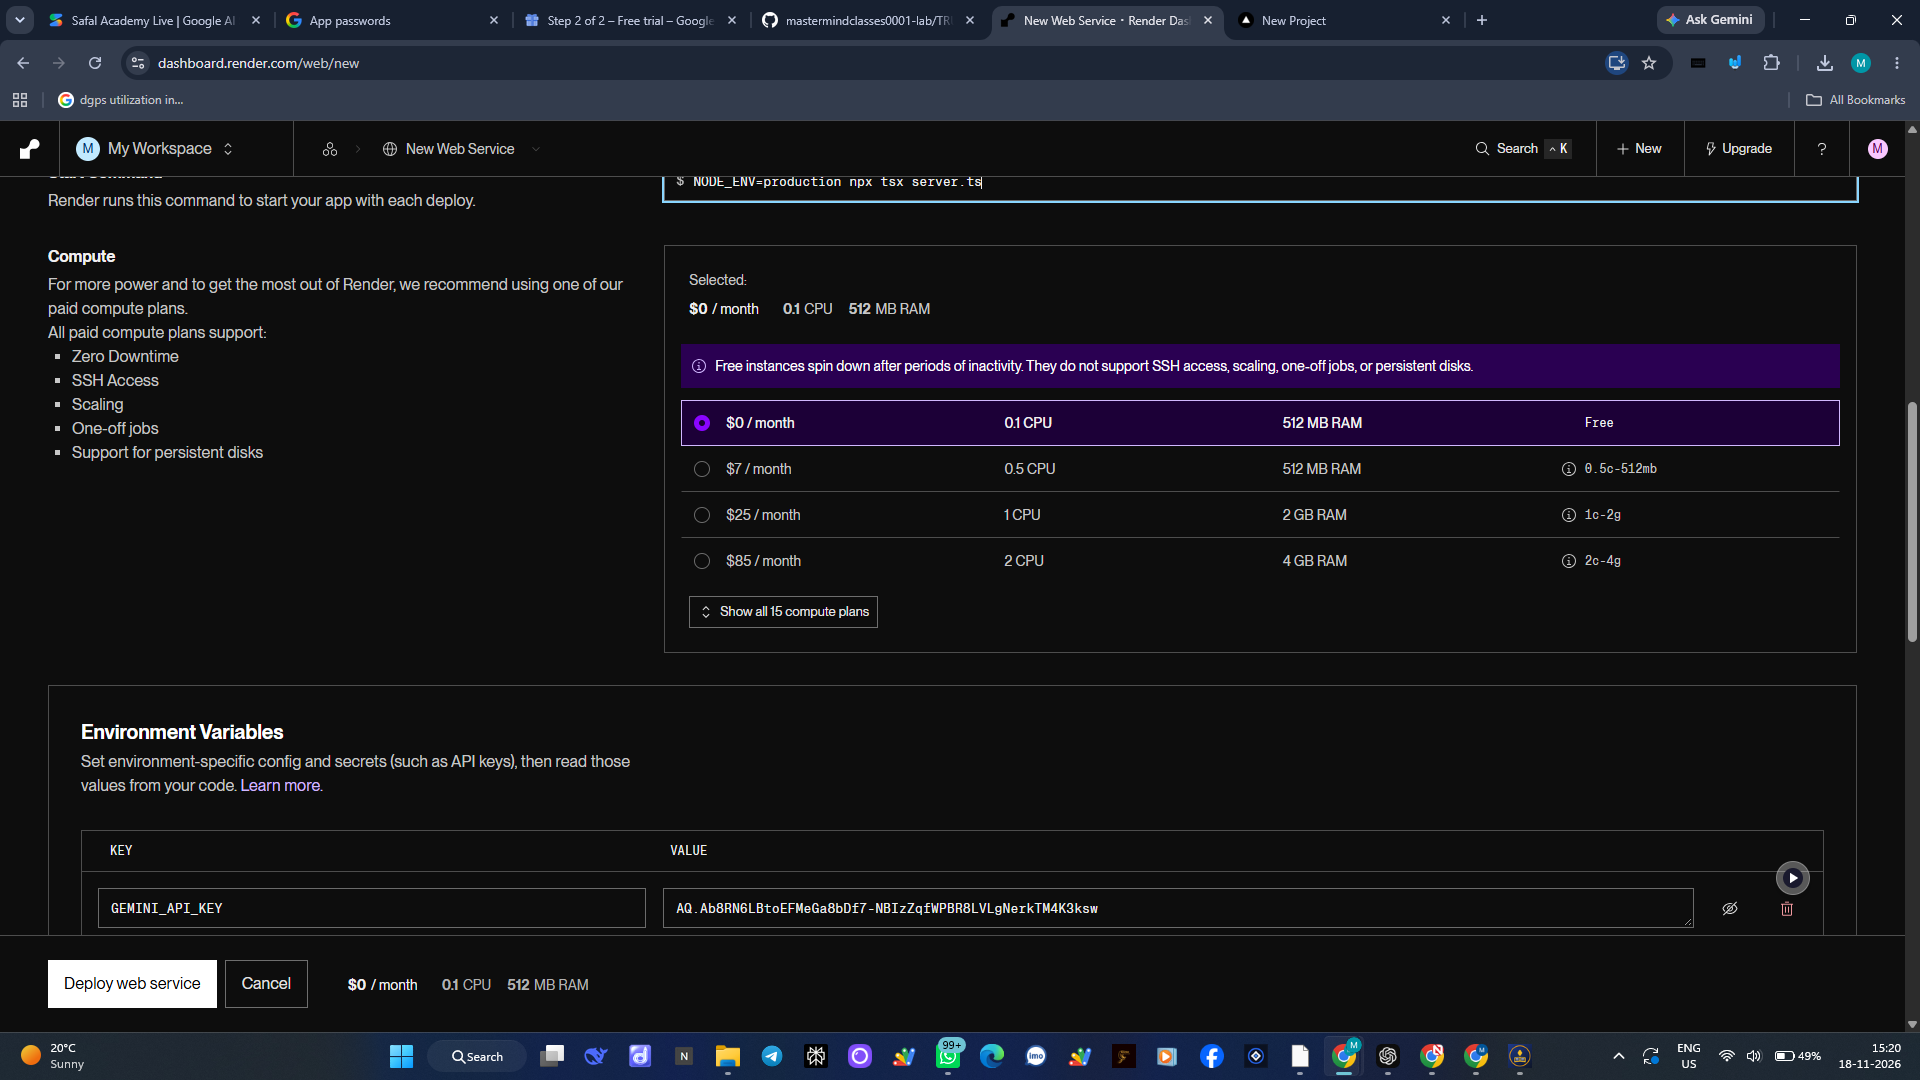 Safal Academy Live | Google AI
App passwords
Step 2 of 2 – Free trial – Google
mastermindclasses0001-lab/TR
New Web Service・Render Das
New Project
Ask Gemini
dashboard.render.com/web/new
M
dgps utilization in...
All Bookmarks
M My Workspace
New Web Service
Search ^ K
+ New
Upgrade
?
M
Start Command
$ NODE_ENV=production npx tsx server.ts
Render runs this command to start your app with each deploy.
Compute
For more power and to get the most out of Render, we recommend using one of our
paid compute plans.
All paid compute plans support:
Zero Downtime
SSH Access
Scaling
One-off jobs
Support for persistent disks
Selected:
$0 / month 0.1 CPU 512 MB RAM
Free instances spin down after periods of inactivity. They do not support SSH access, scaling, one-off jobs, or persistent disks.
$0 / month 0.1 CPU 512 MB RAM Free
$7 / month 0.5 CPU 512 MB RAM 0.5c-512mb
$25 / month 1 CPU 2 GB RAM 1c-2g
$85 / month 2 CPU 4 GB RAM 2c-4g
Show all 15 compute plans
Environment Variables
Set environment-specific config and secrets (such as API keys), then read those
values from your code. Learn more.
KEY VALUE
GEMINI_API_KEY AQ.Ab8RN6LBtoEFMeGa8bDf7-NBIzZqfWPBR8LVLgNerkTM4K3ksw
Deploy web service
Cancel
$0 / month 0.1 CPU 512 MB RAM
20°C
Sunny
Search
99+
imo
M
ENG
US
49%
15:20
18-11-2026